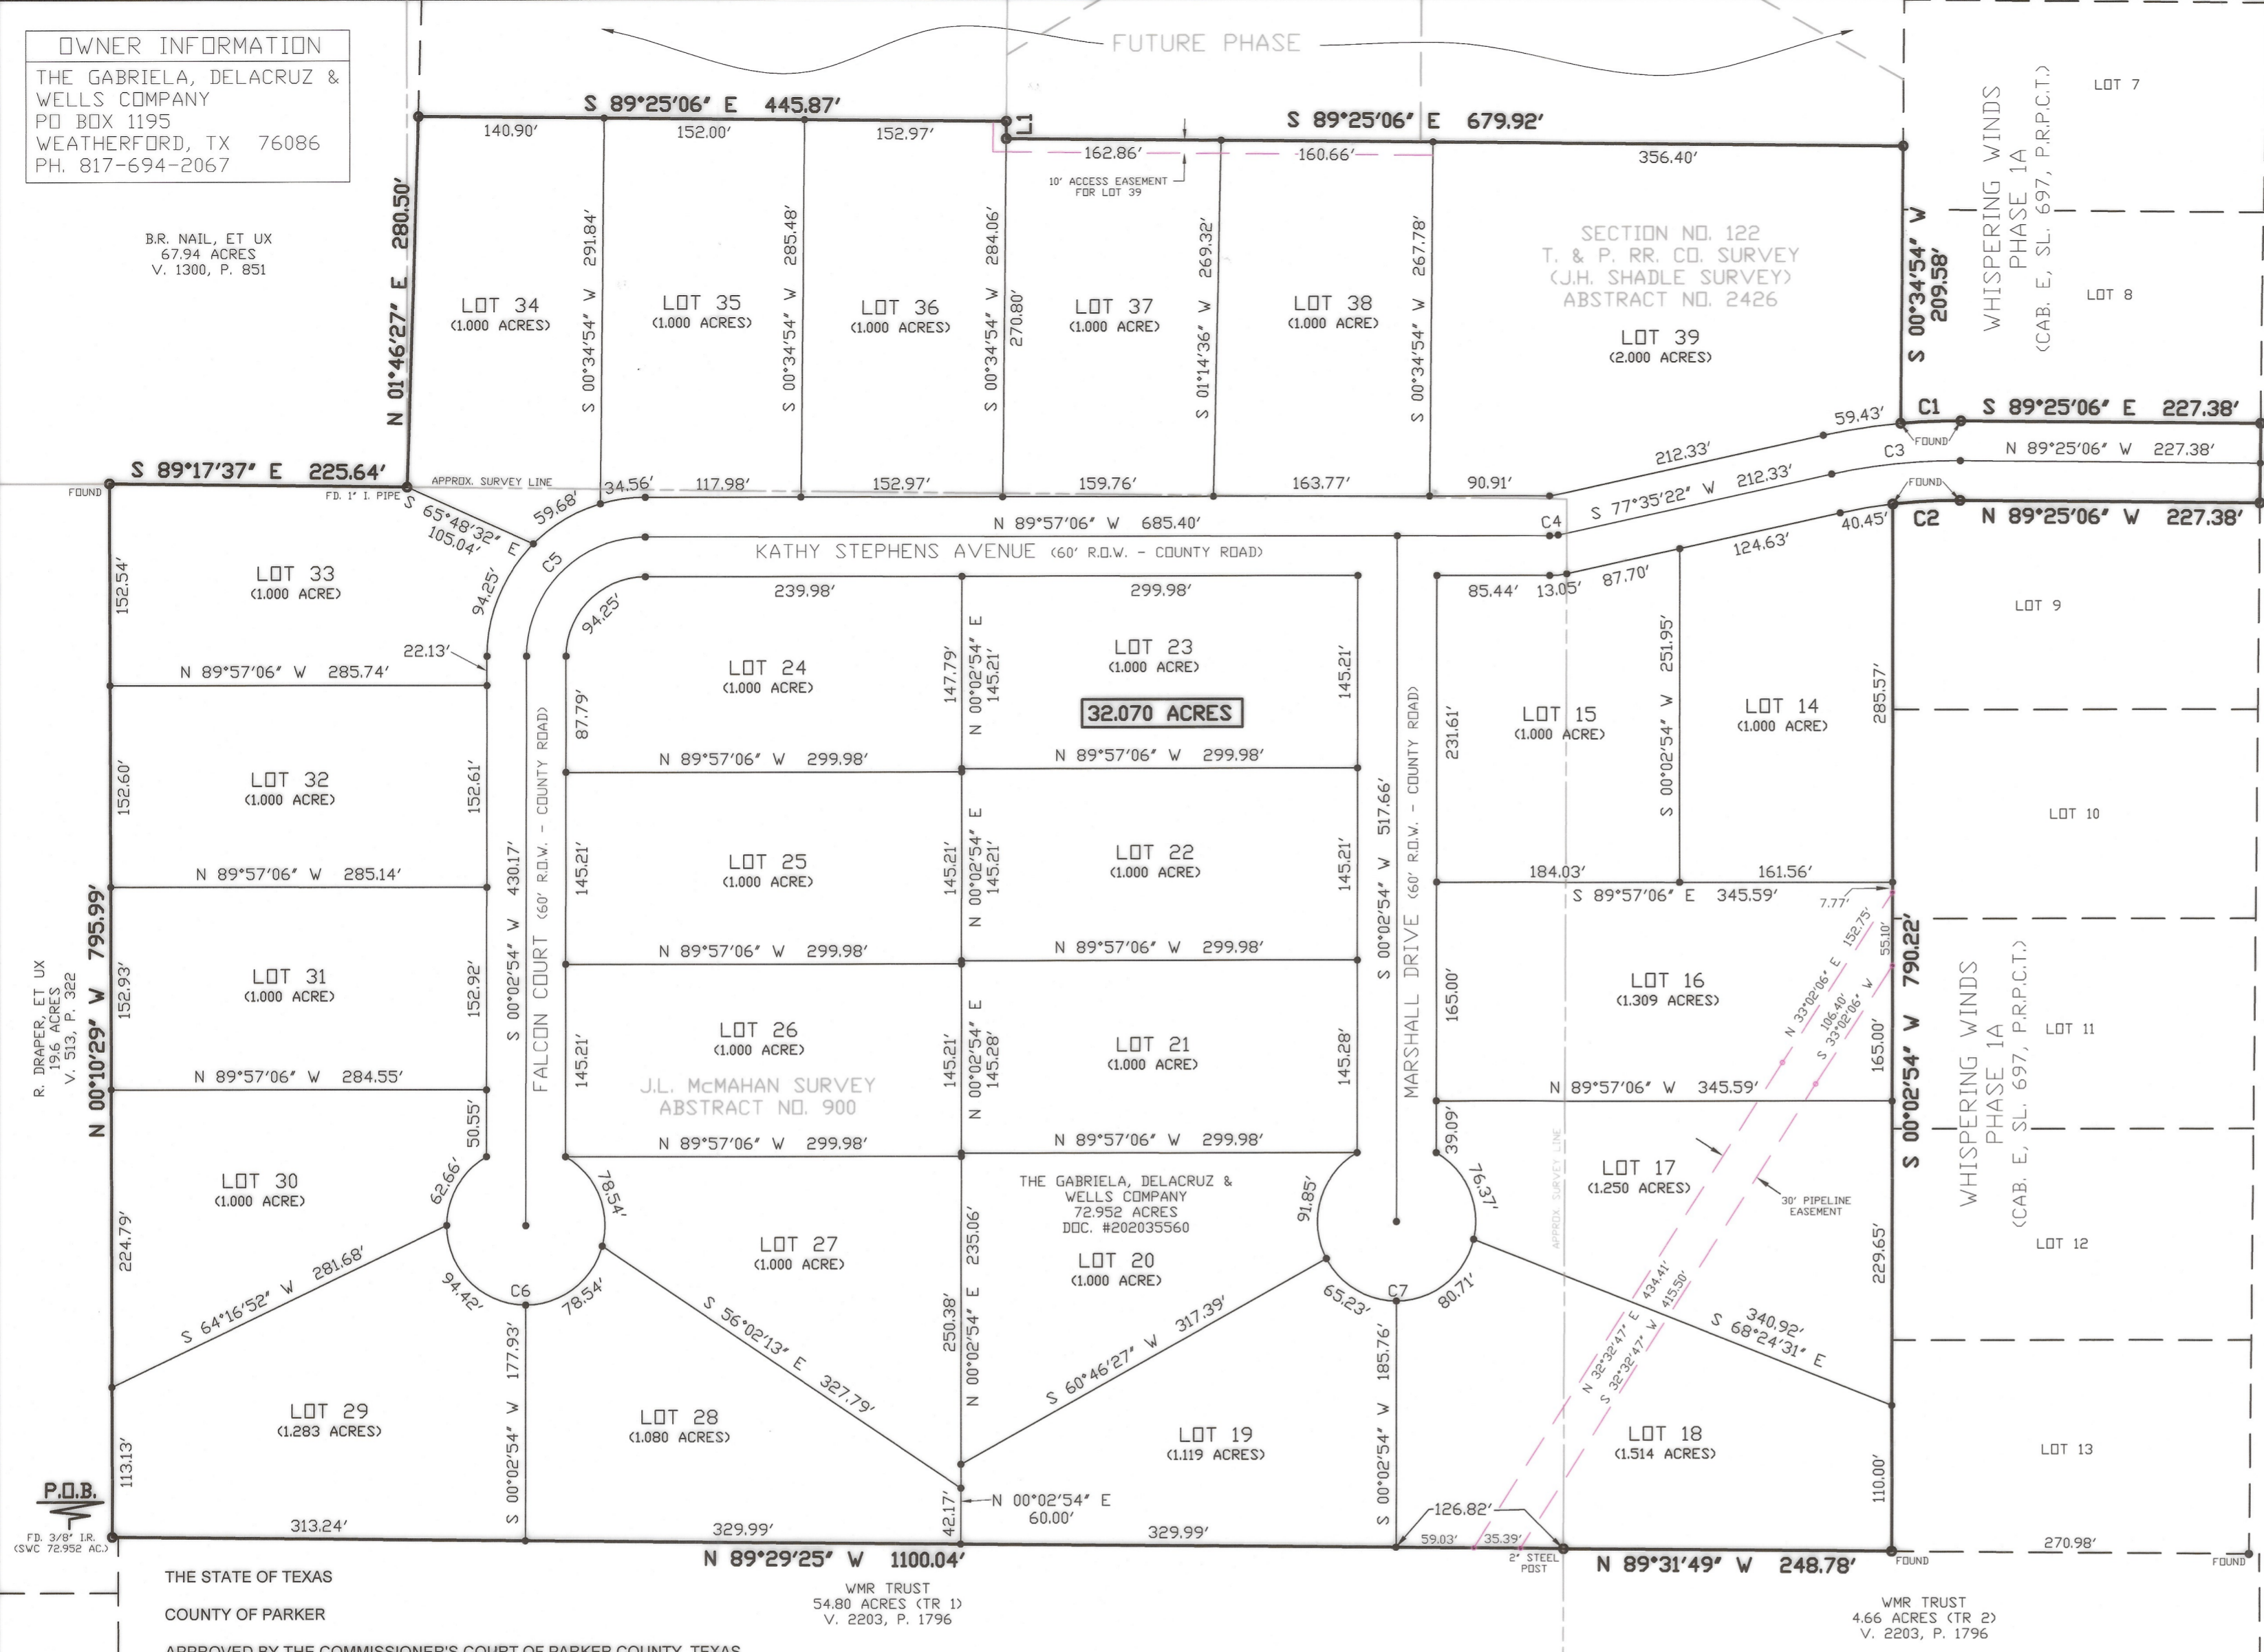 OWNER INFORMATION
THE GABRIELA, DELACRUZ &
WELLS COMPANY
PO BOX 1195
WEATHERFORD, TX 76086
PH. 817-694-2067
FUTURE PHASE
B.R. NAIL, ET UX
67.94 ACRES
V. 1300, P. 851
S 89°25'06" E 445.87'
140.90'
152.00'
152.97'
L1
S 89°25'06" E 679.92'
162.86'
160.66'
356.40'
10' ACCESS EASEMENT
FOR LOT 39
N 01°46'27" E 280.50'
LOT 34
(1.000 ACRES)
S 00°34'54" W 291.84'
LOT 35
(1.000 ACRES)
S 00°34'54" W 285.48'
LOT 36
(1.000 ACRES)
S 00°34'54" W 284.06'
270.80'
LOT 37
(1.000 ACRE)
S 01°14'36" W 269.32'
LOT 38
(1.000 ACRE)
S 00°34'54" W 267.78'
SECTION NO. 122
T. & P. RR. CO. SURVEY
(J.H. SHADLE SURVEY)
ABSTRACT NO. 2426
LOT 39
(2.000 ACRES)
S 00°34'54" W
209.58'
WHISPERING WINDS
PHASE 1A
(CAB. E, SL. 697, P.R.P.C.T.)
LOT 7
LOT 8
S 89°17'37" E 225.64'
FOUND
FD. 1" I. PIPE
APPROX. SURVEY LINE
S 65°48'32" E
105.04'
59.68'
34.56'
117.98'
152.97'
159.76'
163.77'
90.91'
212.33'
59.43'
C1
S 89°25'06" E 227.38'
FOUND
C3
N 89°25'06" W 227.38'
S 77°35'22" W 212.33'
FOUND
C4
C2
N 89°25'06" W 227.38'
40.45'
124.63'
87.70'
13.05'
85.44'
N 89°57'06" W 685.40'
KATHY STEPHENS AVENUE (60' R.O.W. - COUNTY ROAD)
C5
94.25'
94.25'
239.98'
299.98'
152.54'
LOT 33
(1.000 ACRE)
22.13'
N 89°57'06" W 285.74'
LOT 24
(1.000 ACRE)
87.79'
147.79'
N 00°02'54" E
145.21'
LOT 23
(1.000 ACRE)
145.21'
32.070 ACRES
231.61'
LOT 15
(1.000 ACRE)
S 00°02'54" W 251.95'
LOT 14
(1.000 ACRE)
285.57'
LOT 9
152.60'
LOT 32
(1.000 ACRE)
152.61'
N 89°57'06" W 299.98'
N 89°57'06" W 299.98'
LOT 10
N 89°57'06" W 285.14'
S 00°02'54" W 430.17'
FALCON COURT (60' R.O.W. - COUNTY ROAD)
145.21'
LOT 25
(1.000 ACRE)
145.21'
N 00°02'54" E
145.21'
LOT 22
(1.000 ACRE)
145.21'
S 00°02'54" W 517.66'
MARSHALL DRIVE (60' R.O.W. - COUNTY ROAD)
184.03'
161.56'
S 89°57'06" E 345.59'
7.77'
N 33°02'06" E 152.75'
106.40'
S 33°02'06" W
55.10'
S 00°02'54" W 790.22'
N 00°10'29" W 795.99'
R. DRAPER, ET UX
19.6 ACRES
V. 513, P. 322
152.93'
LOT 31
(1.000 ACRE)
152.92'
N 89°57'06" W 299.98'
N 89°57'06" W 299.98'
165.00'
LOT 16
(1.309 ACRES)
165.00'
WHISPERING WINDS
PHASE 1A
(CAB. E, SL. 697, P.R.P.C.T.)
LOT 11
N 89°57'06" W 284.55'
145.21'
LOT 26
(1.000 ACRE)
145.21'
N 00°02'54" E
145.28'
LOT 21
(1.000 ACRE)
145.28'
J.L. McMAHAN SURVEY
ABSTRACT NO. 900
N 89°57'06" W 345.59'
50.55'
N 89°57'06" W 299.98'
N 89°57'06" W 299.98'
39.09'
LOT 30
(1.000 ACRE)
62.66'
78.54'
224.79'
THE GABRIELA, DELACRUZ &
WELLS COMPANY
72.952 ACRES
DOC. #202035560
LOT 20
(1.000 ACRE)
91.85'
76.37'
APPROX. SURVEY LINE
LOT 17
(1.250 ACRES)
30' PIPELINE
EASEMENT
LOT 12
229.65'
S 64°16'52" W 281.68'
94.42'
C6
78.54'
LOT 27
(1.000 ACRE)
235.06'
250.38'
N 00°02'54" E
S 60°46'27" W 317.39'
65.23'
C7
80.71'
N 32°32'47" E 434.41'
S 32°32'47" W 415.50'
340.92'
S 68°24'31" E
S 56°02'13" E 327.79'
LOT 29
(1.283 ACRES)
113.13'
S 00°02'54" W 177.93'
LOT 28
(1.080 ACRES)
LOT 19
(1.119 ACRES)
S 00°02'54" W 185.76'
LOT 18
(1.514 ACRES)
110.00'
LOT 13
P.O.B.
FD. 3/8" I.R.
(SWC 72.952 AC.)
313.24'
329.99'
42.17'
N 00°02'54" E
60.00'
329.99'
126.82'
59.03'
35.39'
2" STEEL
POST
N 89°29'25" W 1100.04'
N 89°31'49" W 248.78'
FOUND
270.98'
FOUND
THE STATE OF TEXAS
COUNTY OF PARKER
APPROVED BY THE COMMISSIONER'S COURT OF PARKER COUNTY, TEXAS
WMR TRUST
54.80 ACRES (TR 1)
V. 2203, P. 1796
WMR TRUST
4.66 ACRES (TR 2)
V. 2203, P. 1796